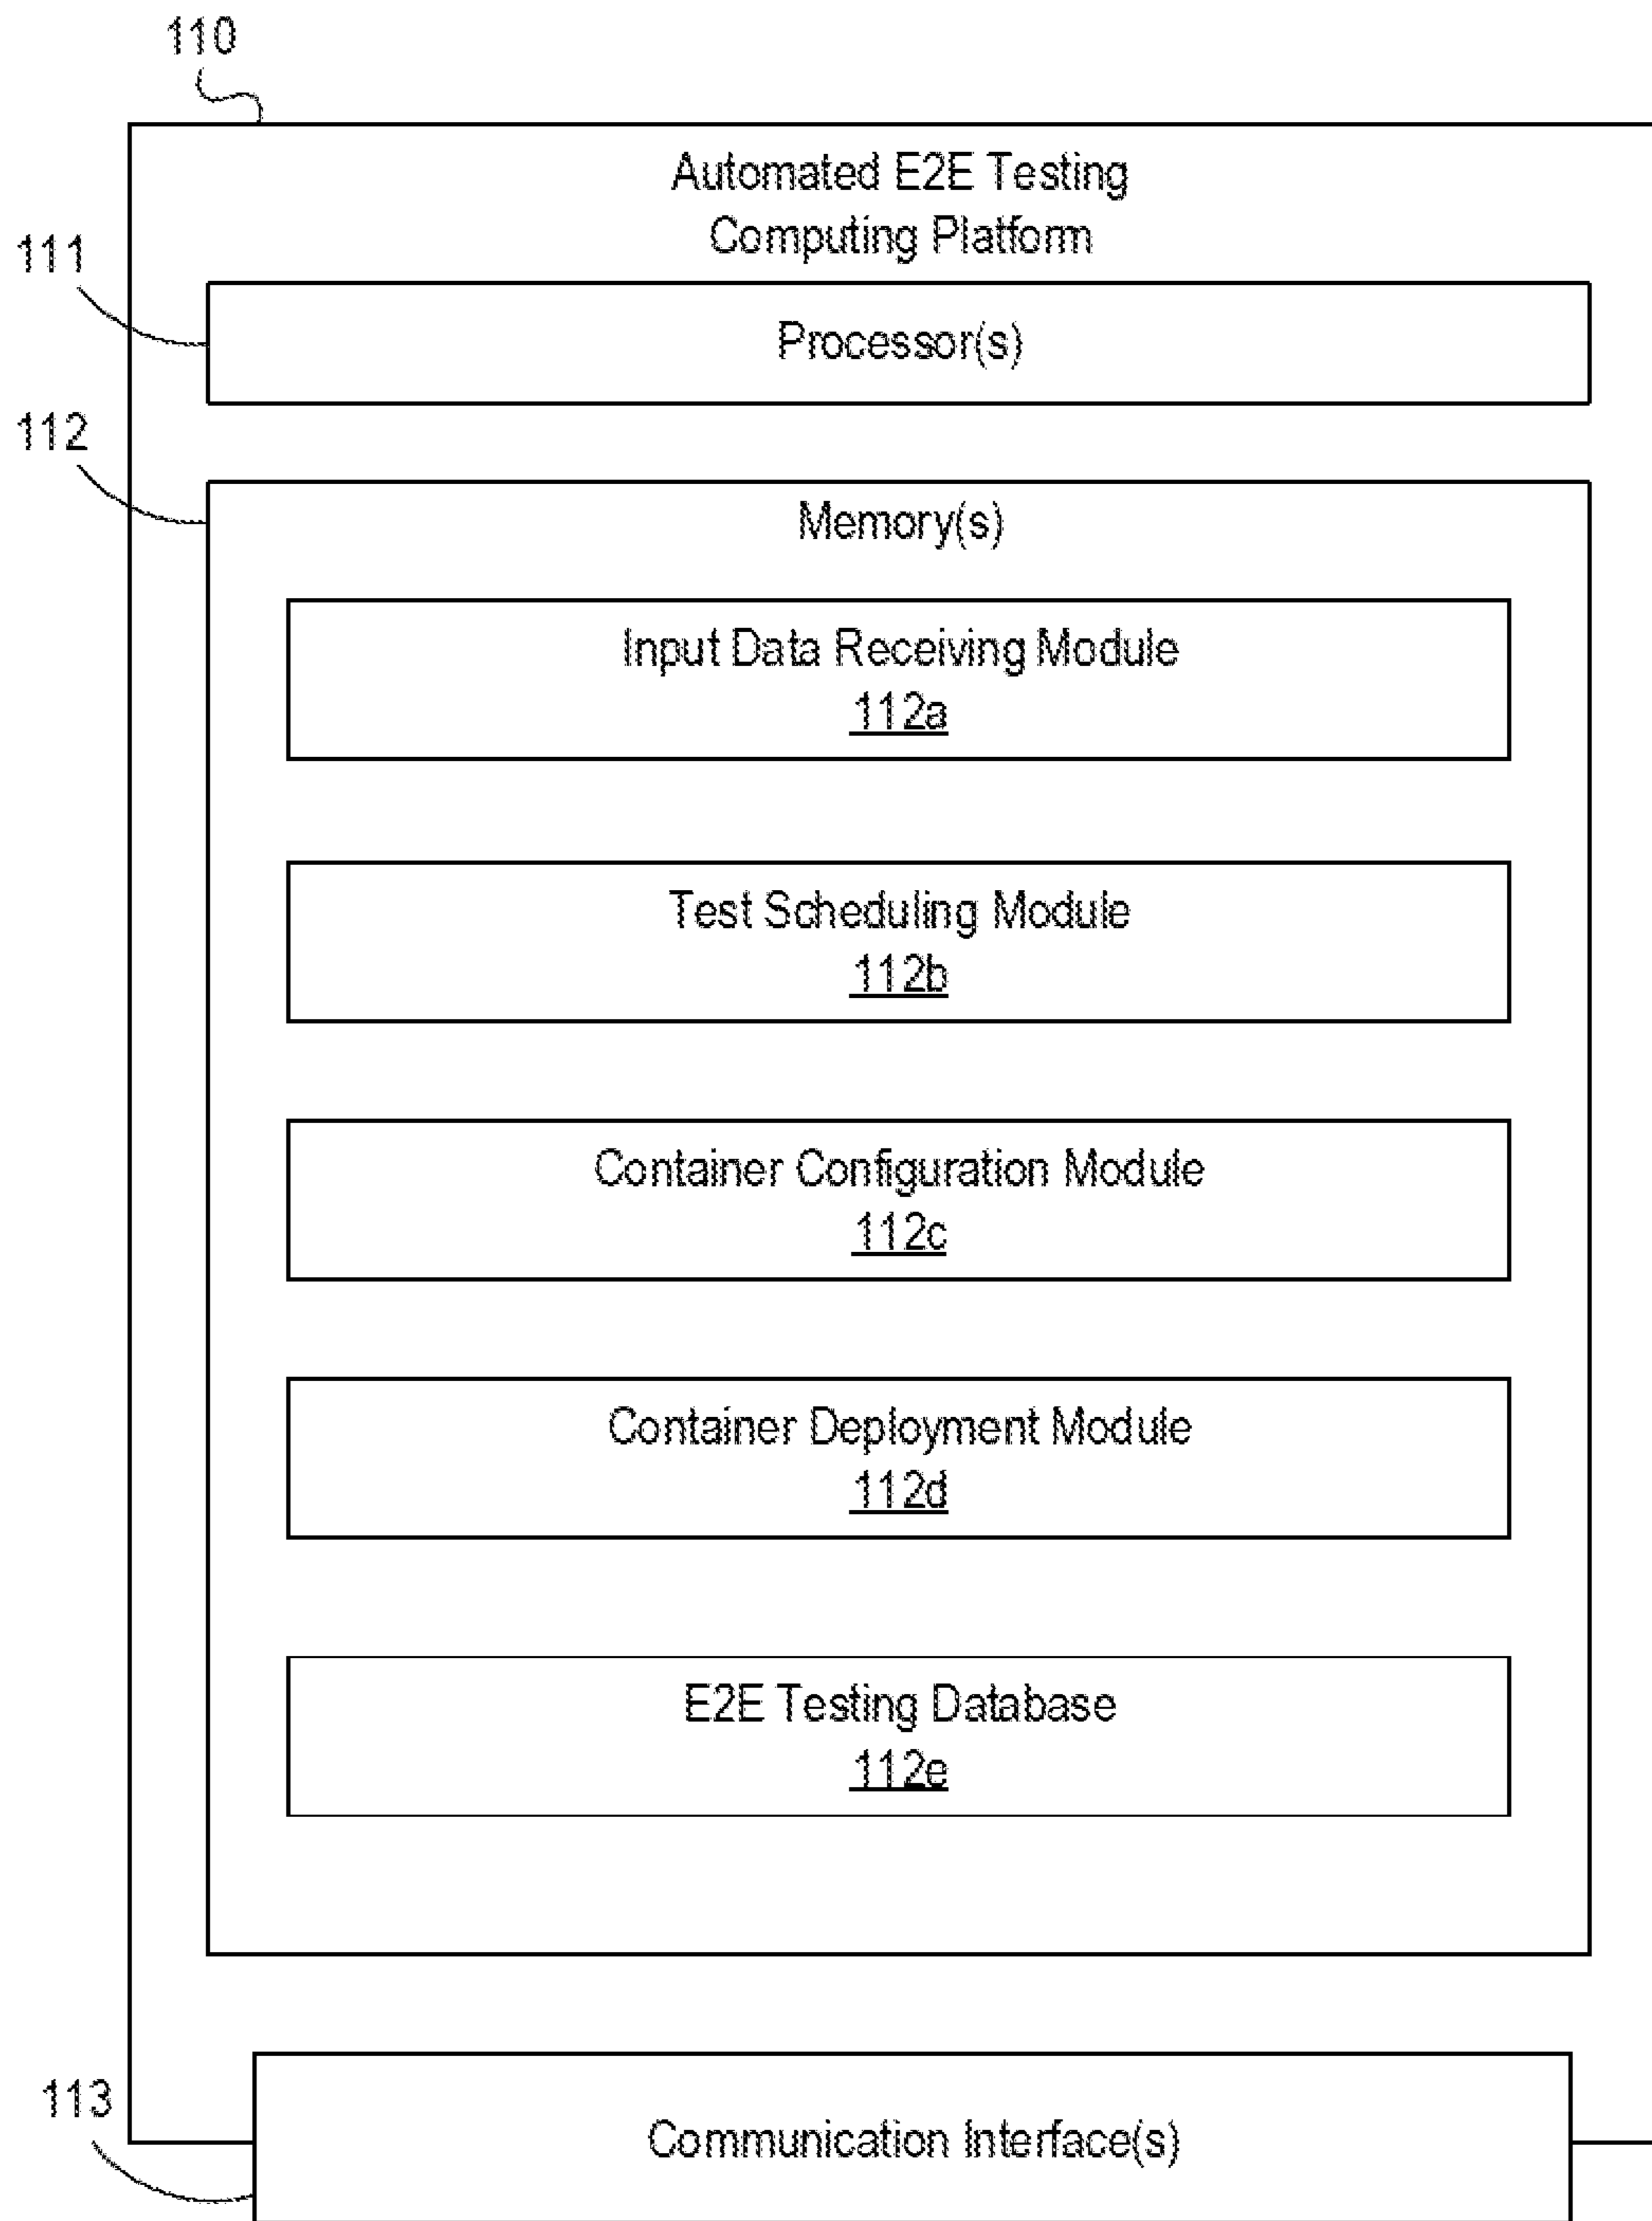 110
Automated E2E Testing
Computing Platform
111
Processor(s)
112
Memory(s)
Input Data Receiving Module
112a
Test Scheduling Module
112b
Container Configuration Module
112c
Container Deployment Module
112d
E2E Testing Database
112e
113
Communication Interface(s)